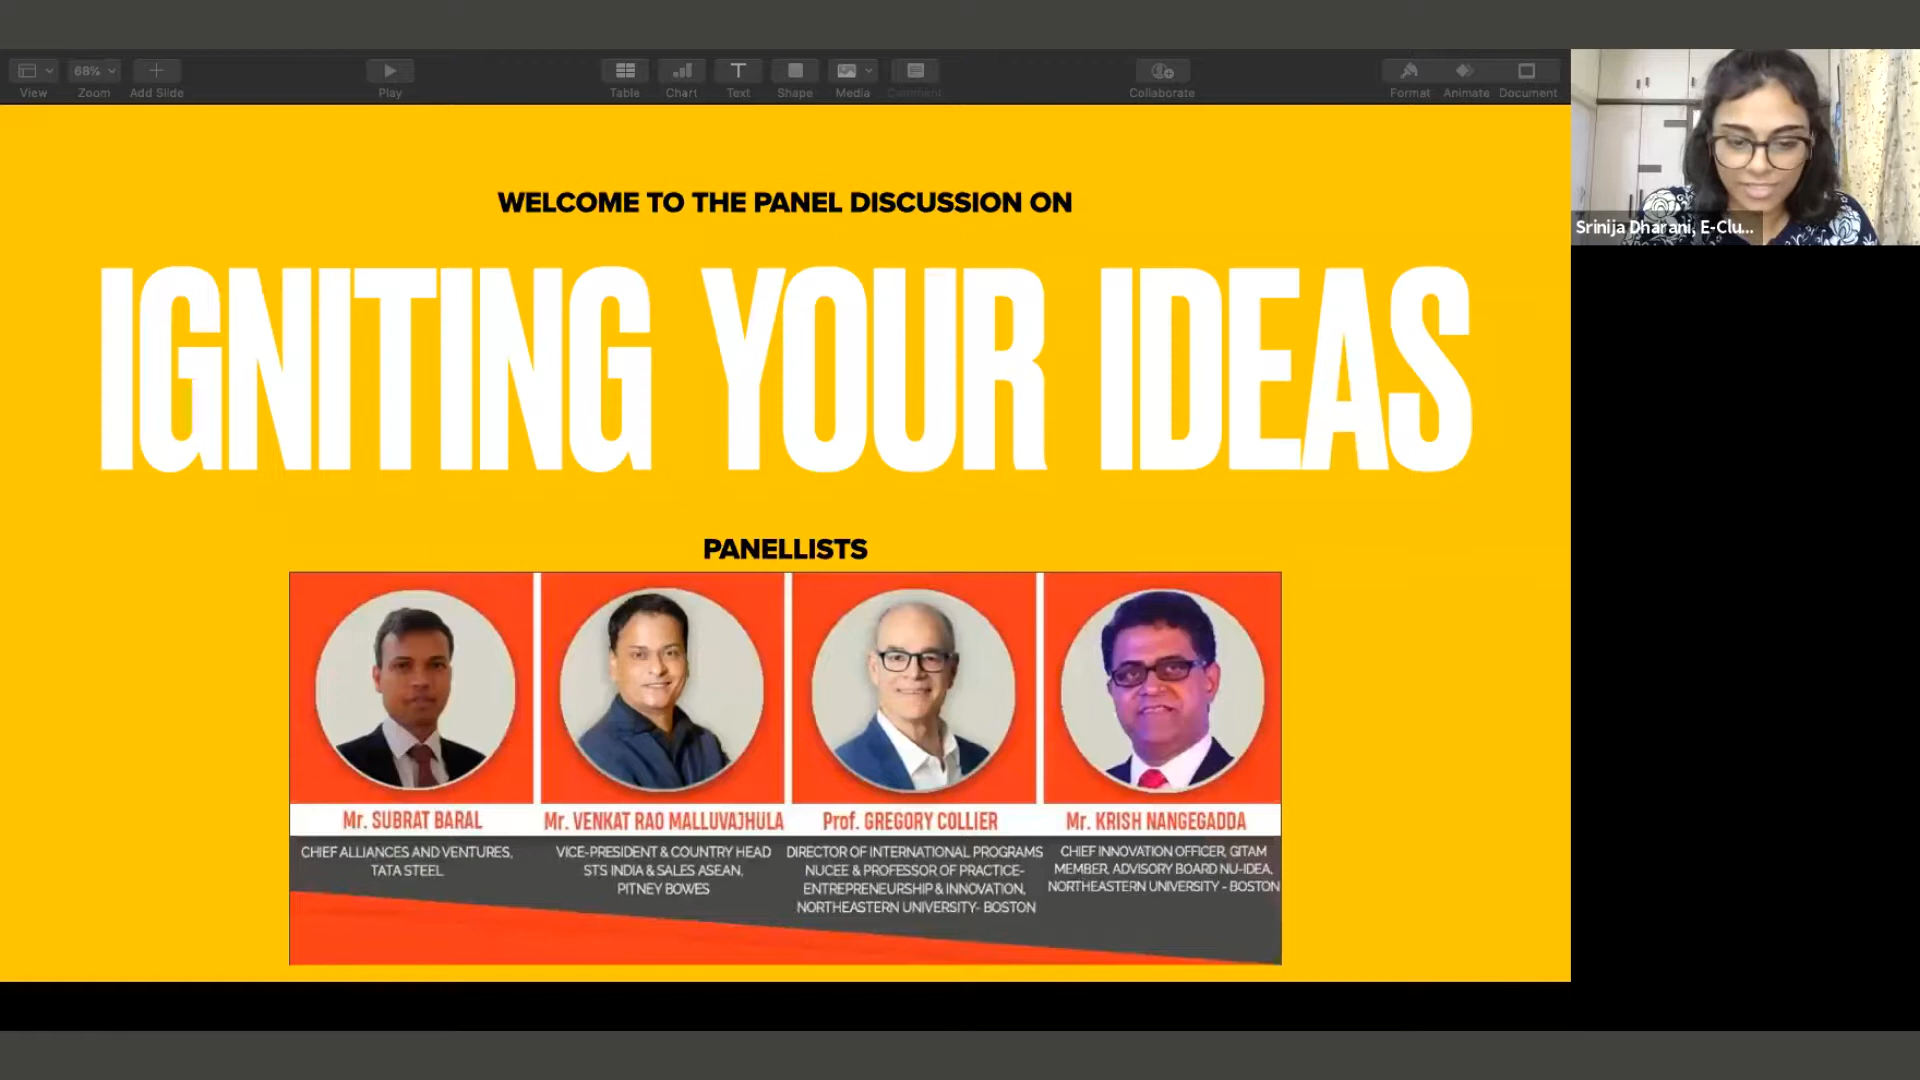 68%
View
Zoom
Add Slide
Play
Table
Chart
Text
Shape
Media
Comment
Collaborate
Format
Animate
Document
Srinija Dharani, E-Clu...
WELCOME TO THE PANEL DISCUSSION ON
IGNITING YOUR IDEAS
PANELLISTS
Mr. SUBRAT BARAL
CHIEF ALLIANCES AND VENTURES,
TATA STEEL
Mr. VENKAT RAO MALLUVAJHULA
VICE-PRESIDENT & COUNTRY HEAD
STS INDIA & SALES ASEAN,
PITNEY BOWES
Prof. GREGORY COLLIER
DIRECTOR OF INTERNATIONAL PROGRAMS
NUCEE & PROFESSOR OF PRACTICE-
ENTREPRENEURSHIP & INNOVATION,
NORTHEASTERN UNIVERSITY- BOSTON
Mr. KRISH NANGEGADDA
CHIEF INNOVATION OFFICER, GITAM
MEMBER, ADVISORY BOARD NU-IDEA,
NORTHEASTERN UNIVERSITY - BOSTON